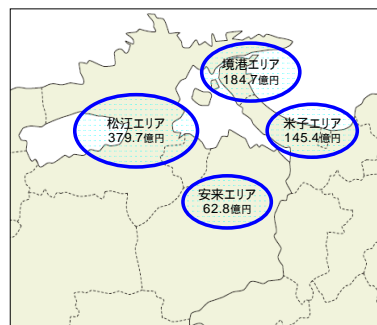 境港エリア
184.7億円
松江エリア
379.7億円
米子エリア
145.4億円
安来エリア
62.8億円